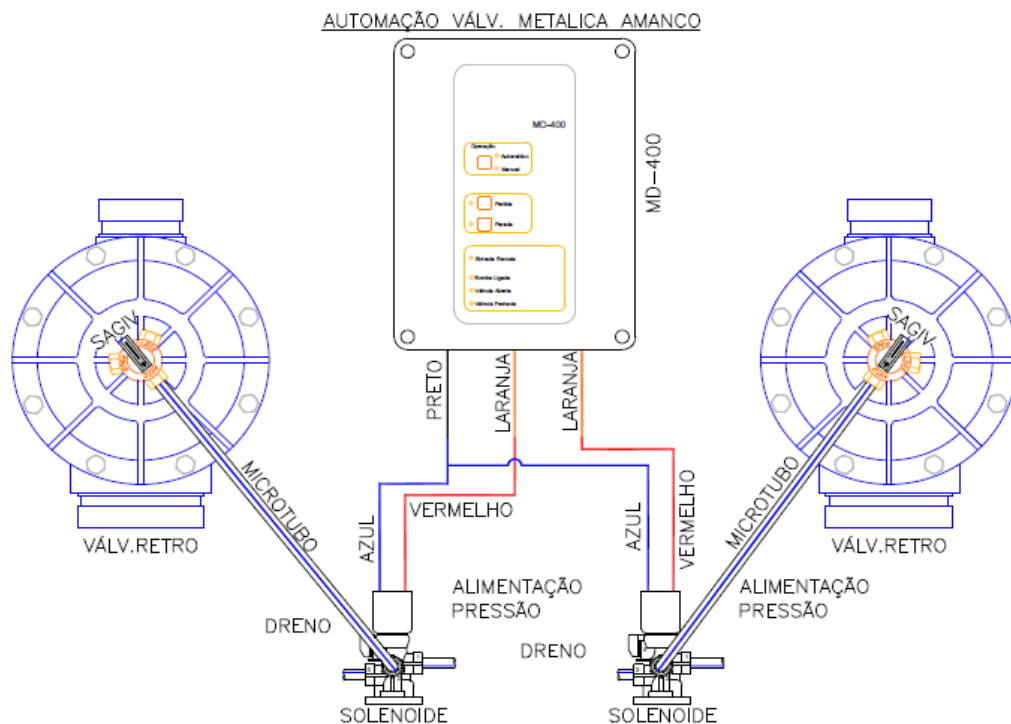 AUTOMAÇÃO VÁLV. METALICA AMANCO
MD-400
Operação
Automático
Manual
Partida
Parada
Entrada Remota
Bomba Ligada
Válvula Aberta
Válvula Fechada
MD-400
SAGIV
SAGIV
PRETO
LARANJA
LARANJA
MICROTUBO
VERMELHO
AZUL
AZUL
VERMELHO
MICROTUBO
VÁLV.RETRO
VÁLV.RETRO
ALIMENTAÇÃO
PRESSÃO
ALIMENTAÇÃO
PRESSÃO
DRENO
DRENO
SOLENOIDE
SOLENOIDE